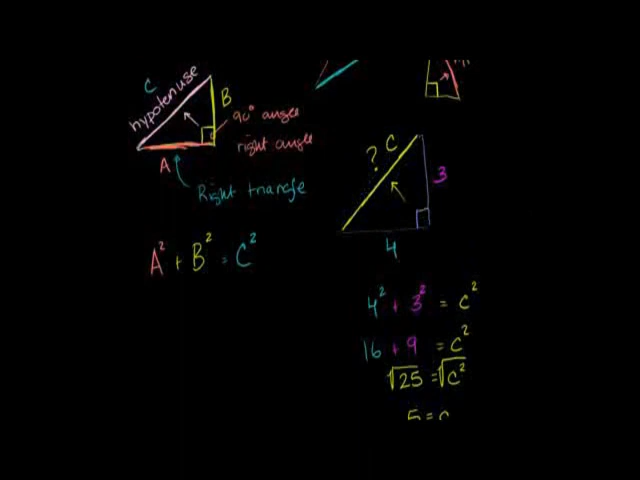 C
hypotenuse
B
90° angle
right angle
A
Right triangle
A² + B² = C²
? C
3
4
4² + 3² = C²
16 + 9 = C²
√25 = √C²
5 = C